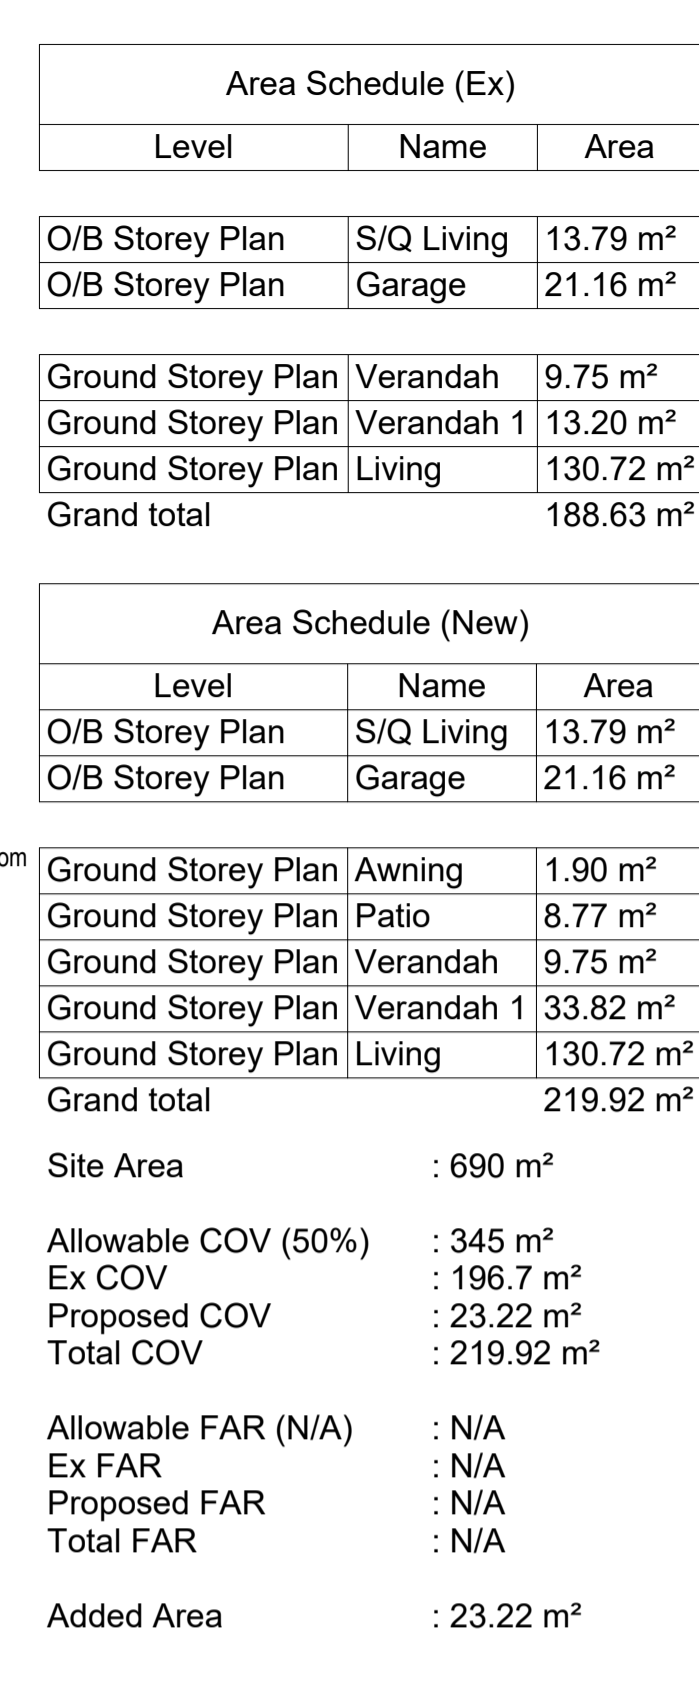 Area Schedule (Ex)
Level Name Area
O/B Storey Plan S/Q Living 13.79 m²
O/B Storey Plan Garage 21.16 m²
Ground Storey Plan Verandah 9.75 m²
Ground Storey Plan Verandah 1 13.20 m²
Ground Storey Plan Living 130.72 m²
Grand total 188.63 m²
Area Schedule (New)
Level Name Area
O/B Storey Plan S/Q Living 13.79 m²
O/B Storey Plan Garage 21.16 m²
om
Ground Storey Plan Awning 1.90 m²
Ground Storey Plan Patio 8.77 m²
Ground Storey Plan Verandah 9.75 m²
Ground Storey Plan Verandah 1 33.82 m²
Ground Storey Plan Living 130.72 m²
Grand total 219.92 m²
Site Area : 690 m²
Allowable COV (50%) : 345 m²
Ex COV : 196.7 m²
Proposed COV : 23.22 m²
Total COV : 219.92 m²
Allowable FAR (N/A) : N/A
Ex FAR : N/A
Proposed FAR : N/A
Total FAR : N/A
Added Area : 23.22 m²